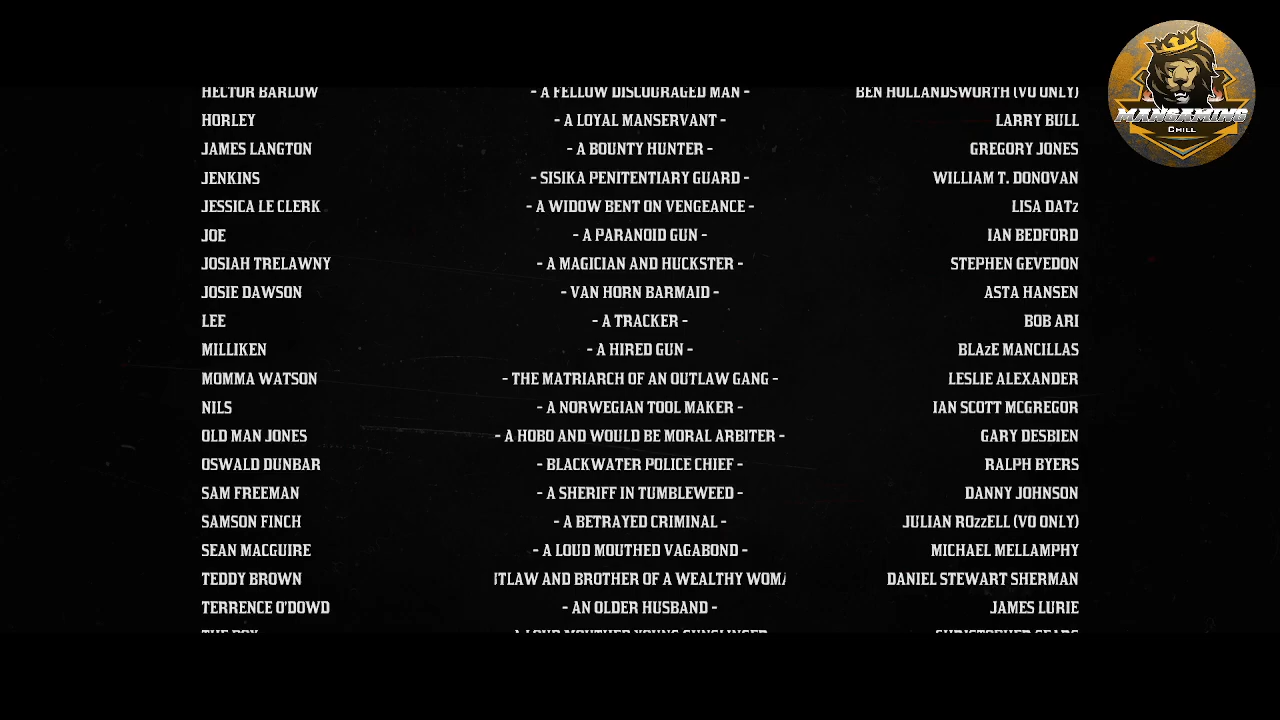 HECTOR BARLOW - A FELLOW DISCOURAGED MAN - BEN HOLLANDSWORTH (VO ONLY)
HORLEY - A LOYAL MANSERVANT - LARRY BULL
JAMES LANGTON - A BOUNTY HUNTER - GREGORY JONES
JENKINS - SISIKA PENITENTIARY GUARD - WILLIAM T. DONOVAN
JESSICA LE CLERK - A WIDOW BENT ON VENGEANCE - LISA DATz
JOE - A PARANOID GUN - IAN BEDFORD
JOSIAH TRELAWNY - A MAGICIAN AND HUCKSTER - STEPHEN GEVEDON
JOSIE DAWSON - VAN HORN BARMAID - ASTA HANSEN
LEE - A TRACKER - BOB ARI
MILLIKEN - A HIRED GUN - BLAzE MANCILLAS
MOMMA WATSON - THE MATRIARCH OF AN OUTLAW GANG - LESLIE ALEXANDER
NILS - A NORWEGIAN TOOL MAKER - IAN SCOTT MCGREGOR
OLD MAN JONES - A HOBO AND WOULD BE MORAL ARBITER - GARY DESBIEN
OSWALD DUNBAR - BLACKWATER POLICE CHIEF - RALPH BYERS
SAM FREEMAN - A SHERIFF IN TUMBLEWEED - DANNY JOHNSON
SAMSON FINCH - A BETRAYED CRIMINAL - JULIAN ROzzELL (VO ONLY)
SEAN MACGUIRE - A LOUD MOUTHED VAGABOND - MICHAEL MELLAMPHY
TEDDY BROWN TLAW AND BROTHER OF A WEALTHY WOM DANIEL STEWART SHERMAN
TERRENCE O'DOWD - AN OLDER HUSBAND - JAMES LURIE
MANGAMING
CHILL